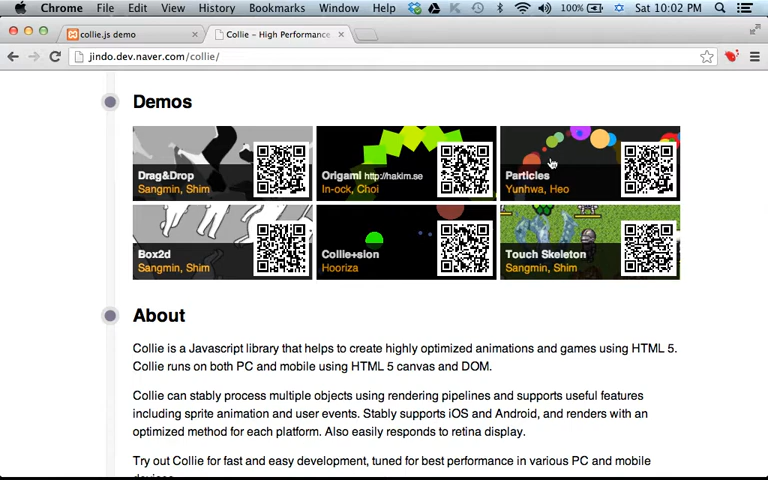 Chrome File Edit View History Bookmarks Window Help 100% Sat 10:02 PM
collie.js demo
Collie – High Performance
jindo.dev.naver.com/collie/
Demos
Drag&Drop
Sangmin, Shim
Origami http://hakim.se
In-ock, Choi
Particles
Yunhwa, Heo
Box2d
Sangmin, Shim
Collie+sion
Hooriza
Touch Skeleton
Sangmin, Shim
About
Collie is a Javascript library that helps to create highly optimized animations and games using HTML 5.
Collie runs on both PC and mobile using HTML 5 canvas and DOM.
Collie can stably process multiple objects using rendering pipelines and supports useful features
including sprite animation and user events. Stably supports iOS and Android, and renders with an
optimized method for each platform. Also easily responds to retina display.
Try out Collie for fast and easy development, tuned for best performance in various PC and mobile
devices.